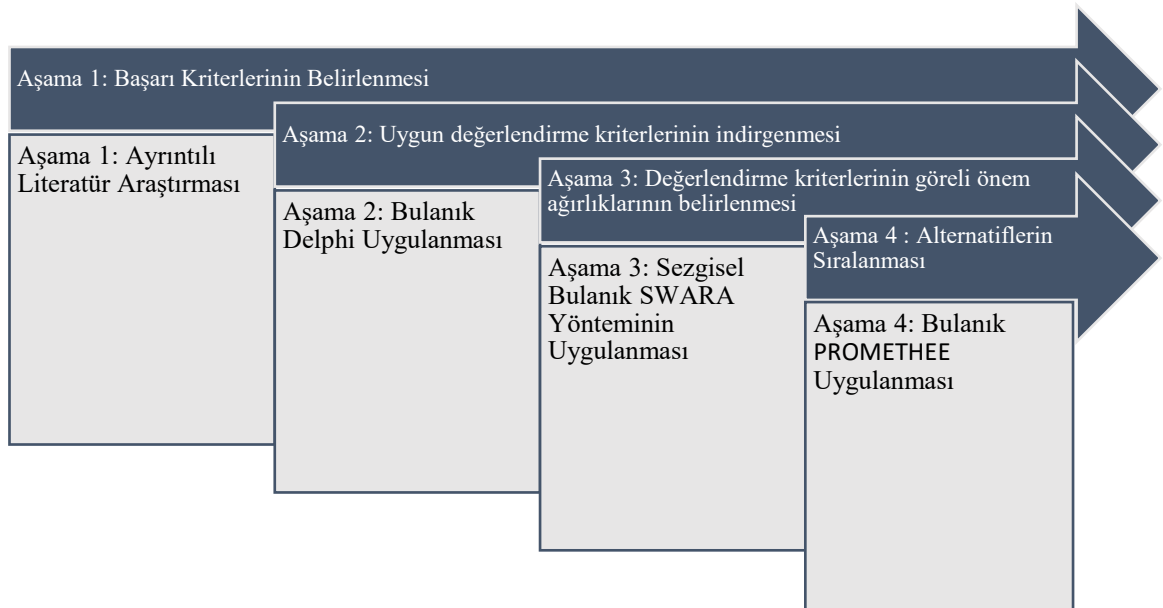 Aşama 1: Başarı Kriterlerinin Belirlenmesi
Aşama 1: Ayrıntılı
Literatür Araştırması
Aşama 2: Uygun değerlendirme kriterlerinin indirgenmesi
Aşama 2: Bulanık
Delphi Uygulanması
Aşama 3: Değerlendirme kriterlerinin göreli önem
ağırlıklarının belirlenmesi
Aşama 3: Sezgisel
Bulanık SWARA
Yönteminin
Uygulanması
Aşama 4 : Alternatiflerin
Sıralanması
Aşama 4: Bulanık
PROMETHEE
Uygulanması